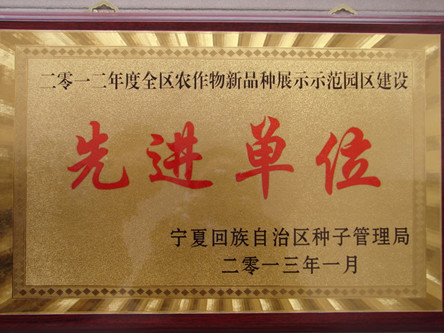 二零一二年度全区农作物新品种展示示范园区建设
先进单位
宁夏回族自治区种子管理局
二零一三年一月